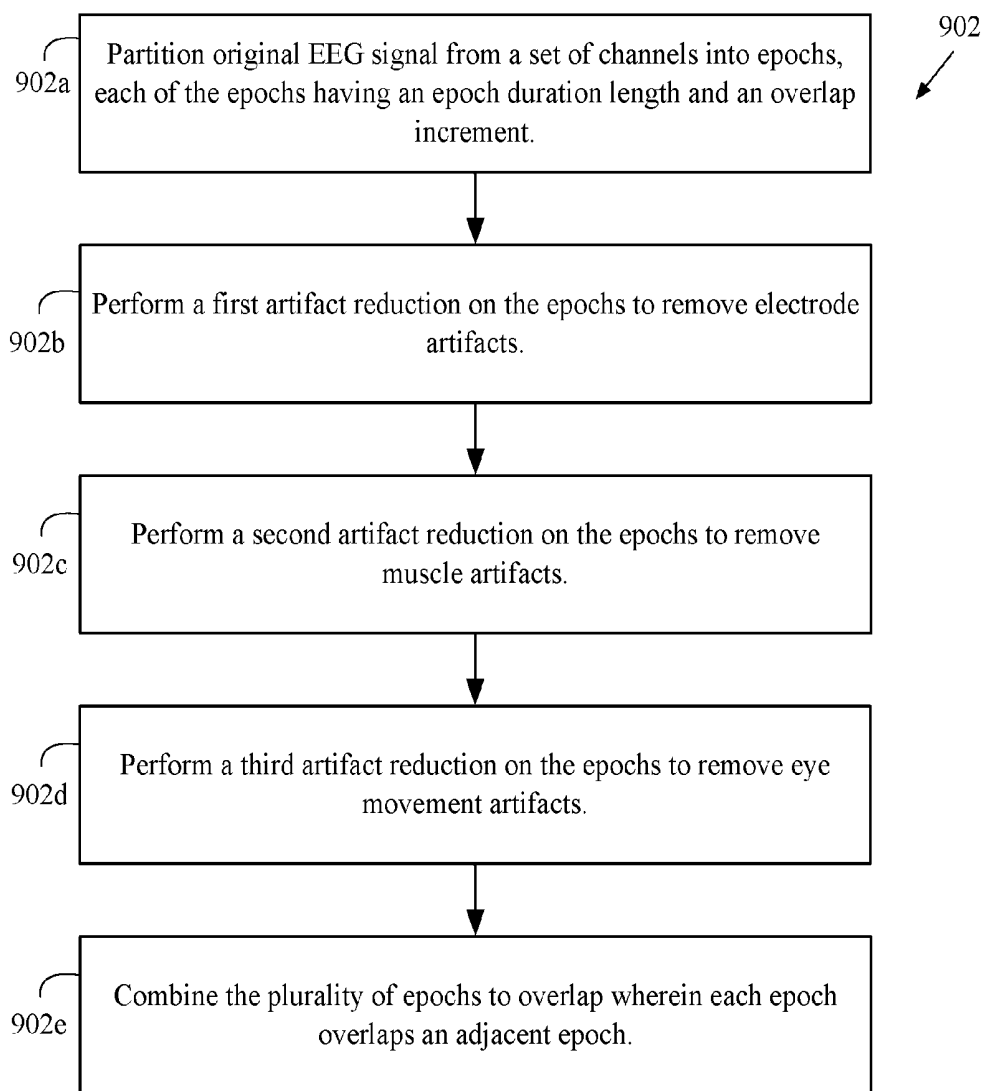 902
902a
Partition original EEG signal from a set of channels into epochs,
each of the epochs having an epoch duration length and an overlap
increment.
902b
Perform a first artifact reduction on the epochs to remove electrode
artifacts.
902c
Perform a second artifact reduction on the epochs to remove
muscle artifacts.
902d
Perform a third artifact reduction on the epochs to remove eye
movement artifacts.
902e
Combine the plurality of epochs to overlap wherein each epoch
overlaps an adjacent epoch.